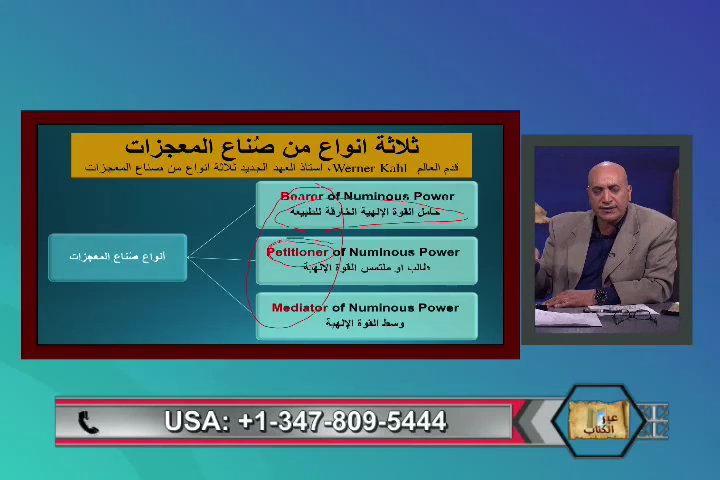 ثلاثة انواع من صُناع المعجزات
قدم العالم Werner Kahl، استاذ العهد الجديد ثلاثة انواع من صناع المعجزات
Bearer of Numinous Power
حامل القوة الإلهية الخارقة للطبيعة
أنواع صُناع المعجزات
Petitioner of Numinous Power
طالب او ملتمس القوة الإلهية
Mediator of Numinous Power
وسط القوة الإلهية
USA: +1-347-809-5444
عبر
الكتاب